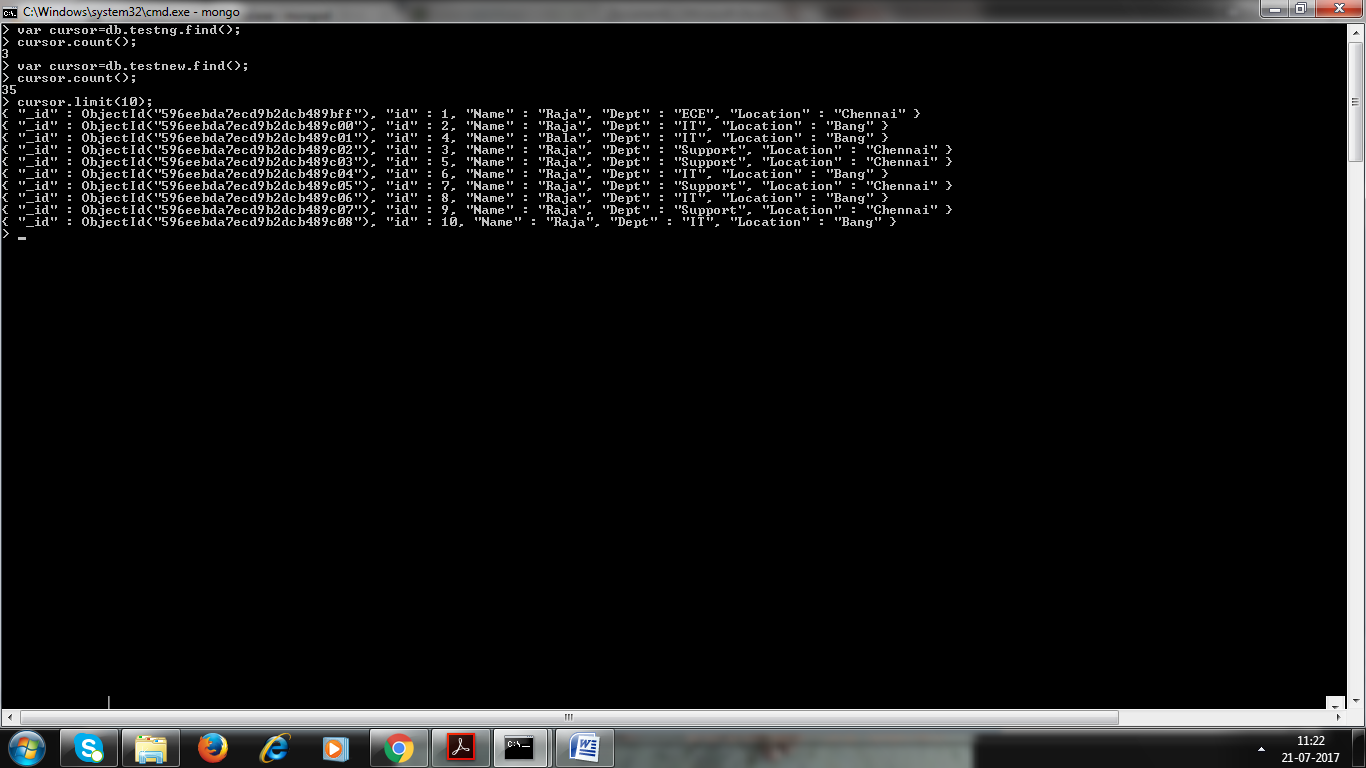 C:\Windows\system32\cmd.exe - mongo
> var cursor=db.testng.find();
> cursor.count();
3
> var cursor=db.testnew.find();
> cursor.count();
35
> cursor.limit(10);
{ "_id" : ObjectId("596eebda7ecd9b2dcb489bff"), "id" : 1, "Name" : "Raja", "Dept" : "ECE", "Location" : "Chennai" }
{ "_id" : ObjectId("596eebda7ecd9b2dcb489c00"), "id" : 2, "Name" : "Raja", "Dept" : "IT", "Location" : "Bang" }
{ "_id" : ObjectId("596eebda7ecd9b2dcb489c01"), "id" : 4, "Name" : "Bala", "Dept" : "IT", "Location" : "Bang" }
{ "_id" : ObjectId("596eebda7ecd9b2dcb489c02"), "id" : 3, "Name" : "Raja", "Dept" : "Support", "Location" : "Chennai" }
{ "_id" : ObjectId("596eebda7ecd9b2dcb489c03"), "id" : 5, "Name" : "Raja", "Dept" : "Support", "Location" : "Chennai" }
{ "_id" : ObjectId("596eebda7ecd9b2dcb489c04"), "id" : 6, "Name" : "Raja", "Dept" : "IT", "Location" : "Bang" }
{ "_id" : ObjectId("596eebda7ecd9b2dcb489c05"), "id" : 7, "Name" : "Raja", "Dept" : "Support", "Location" : "Chennai" }
{ "_id" : ObjectId("596eebda7ecd9b2dcb489c06"), "id" : 8, "Name" : "Raja", "Dept" : "IT", "Location" : "Bang" }
{ "_id" : ObjectId("596eebda7ecd9b2dcb489c07"), "id" : 9, "Name" : "Raja", "Dept" : "Support", "Location" : "Chennai" }
{ "_id" : ObjectId("596eebda7ecd9b2dcb489c08"), "id" : 10, "Name" : "Raja", "Dept" : "IT", "Location" : "Bang" }
> _
11:22
21-07-2017